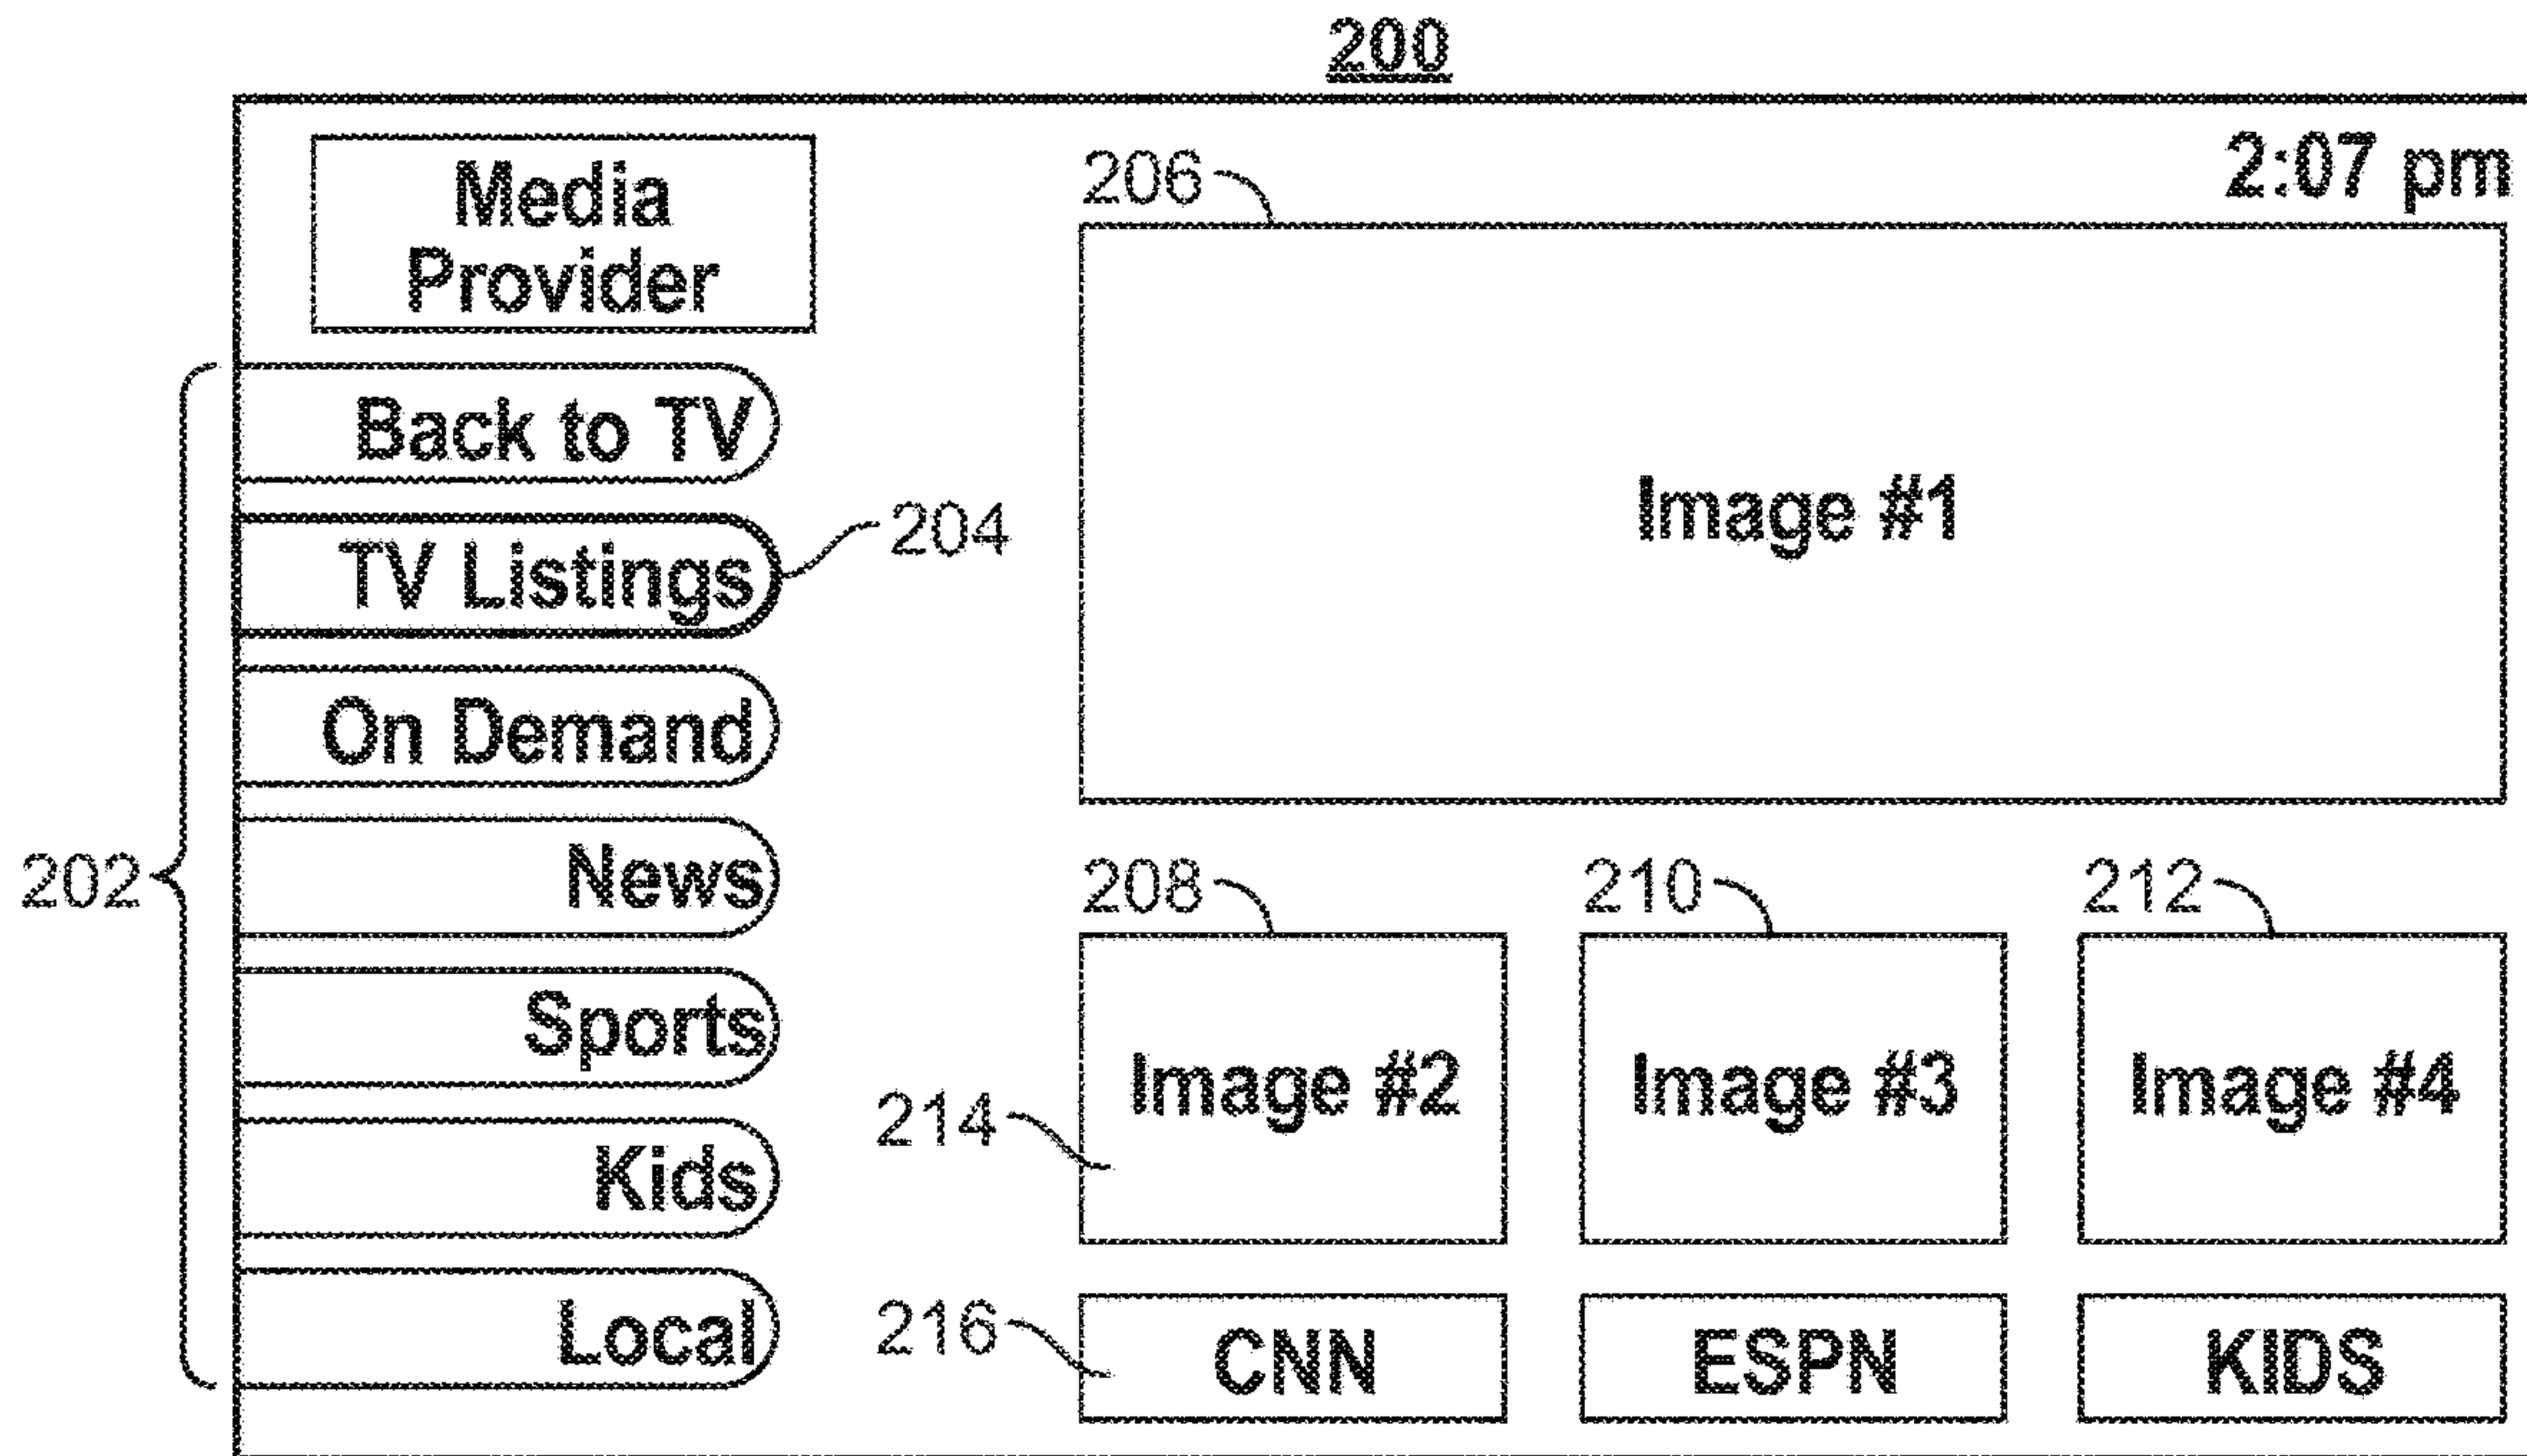 200
2:07 pm
Media
Provider
206
Image #1
Back to TV
204
TV Listings
On Demand
202
News
Sports
Kids
Local
208
210
212
214
Image #2
Image #3
Image #4
216
CNN
ESPN
KIDS